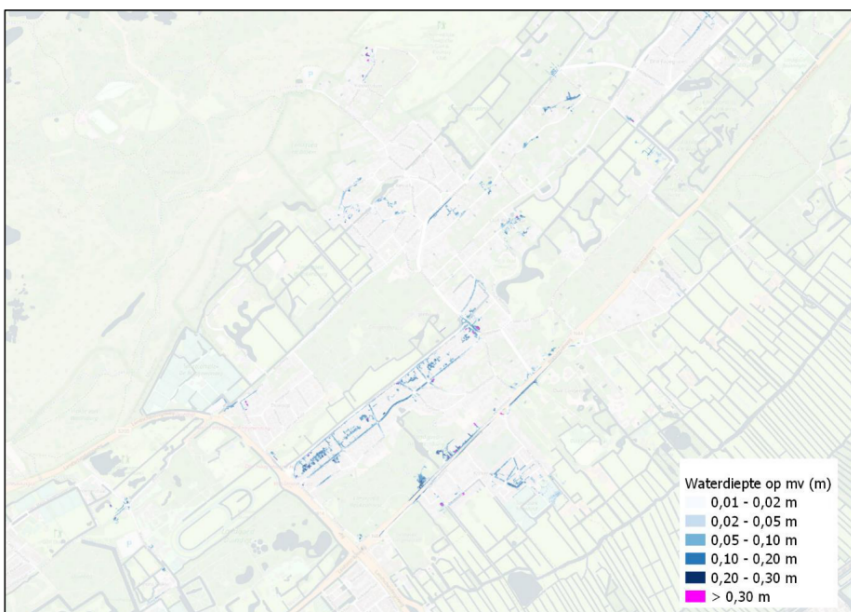 Waterdiepte op mv (m)
0,01 - 0,02 m
0,02 - 0,05 m
0,05 - 0,10 m
0,10 - 0,20 m
0,20 - 0,30 m
> 0,30 m